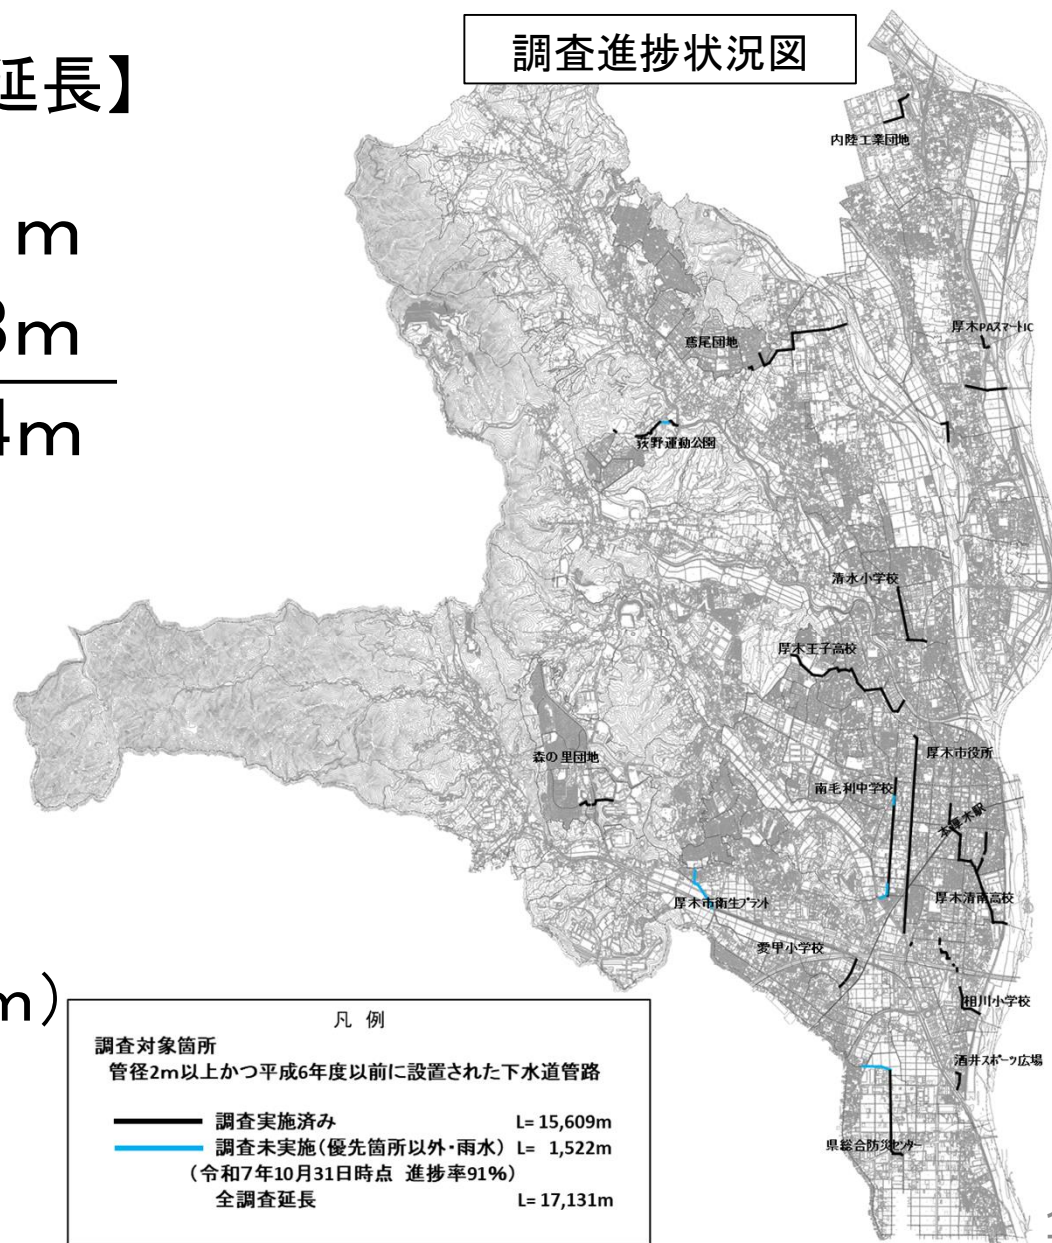 調査進捗状況図
延長】
m
3m
4m
m)
内陸工業団地
厚木PAスマートIC
鳶尾団地
荻野運動公園
清水小学校
厚木王子高校
厚木市役所
森の里団地
南毛利中学校
本厚木駅
厚木清南高校
厚木市衛生プラント
愛甲小学校
相川小学校
酒井スポーツ広場
県総合防災センター
凡 例
調査対象箇所
管径2m以上かつ平成6年度以前に設置された下水道管路
調査実施済み L= 15,609m
調査未実施(優先箇所以外・雨水) L= 1,522m
(令和7年10月31日時点 進捗率91%)
全調査延長 L= 17,131m